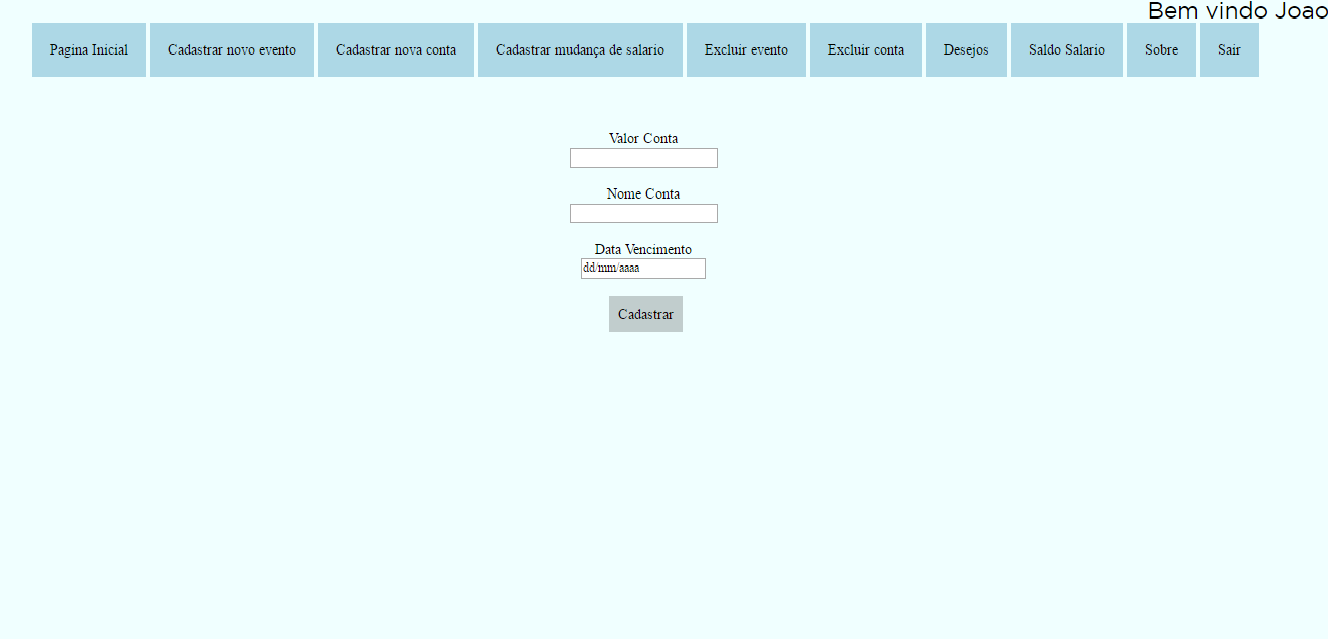 Bem vindo Joao
Pagina Inicial Cadastrar novo evento Cadastrar nova conta Cadastrar mudança de salario Excluir evento Excluir conta Desejos Saldo Salario Sobre Sair
Valor Conta
Nome Conta
Data Vencimento
dd/mm/aaaa
Cadastrar